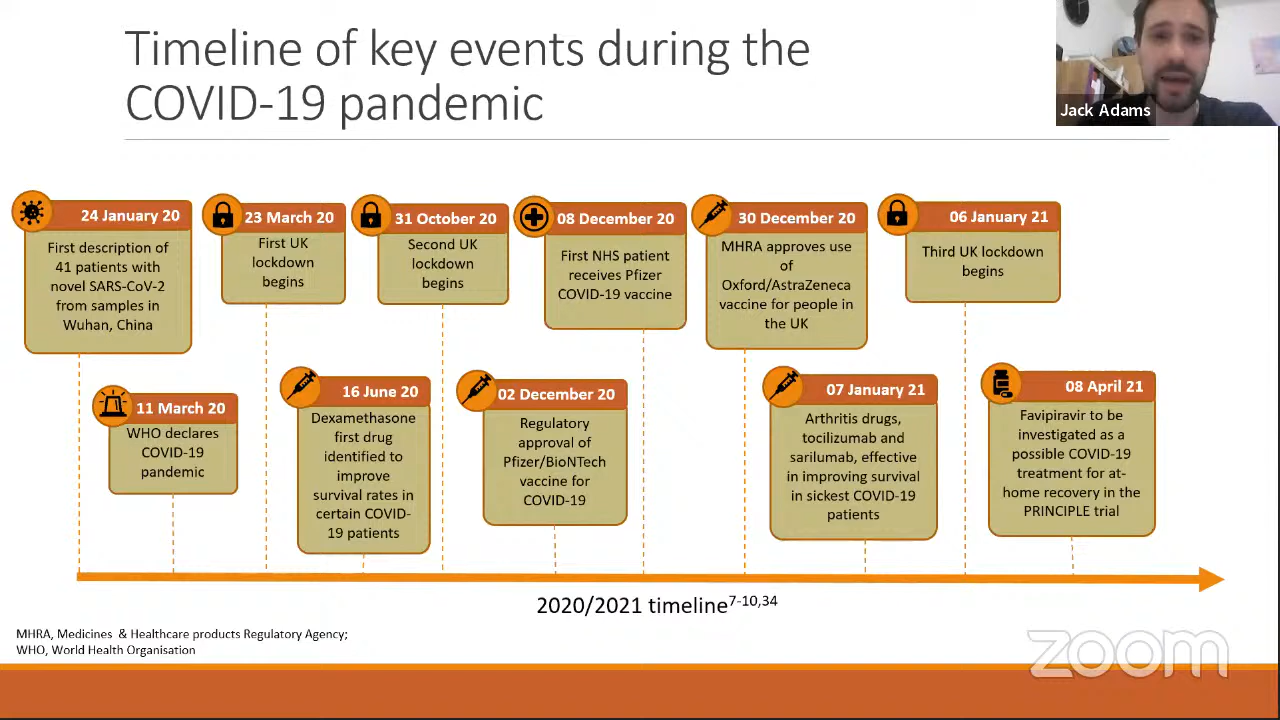 Timeline of key events during the
COVID-19 pandemic
Jack Adams
24 January 20
First description of
41 patients with
novel SARS-CoV-2
from samples in
Wuhan, China
23 March 20
First UK
lockdown
begins
31 October 20
Second UK
lockdown
begins
08 December 20
First NHS patient
receives Pfizer
COVID-19 vaccine
30 December 20
MHRA approves use
of
Oxford/AstraZeneca
vaccine for people in
the UK
06 January 21
Third UK lockdown
begins
11 March 20
WHO declares
COVID-19
pandemic
16 June 20
Dexamethasone
first drug
identified to
improve
survival rates in
certain COVID-
19 patients
02 December 20
Regulatory
approval of
Pfizer/BioNTech
vaccine for
COVID-19
07 January 21
Arthritis drugs,
tocilizumab and
sarilumab, effective
in improving survival
in sickest COVID-19
patients
08 April 21
Favipiravir to be
investigated as a
possible COVID-19
treatment for at-
home recovery in the
PRINCIPLE trial
2020/2021 timeline7-10,34
MHRA, Medicines & Healthcare products Regulatory Agency;
WHO, World Health Organisation
zoom